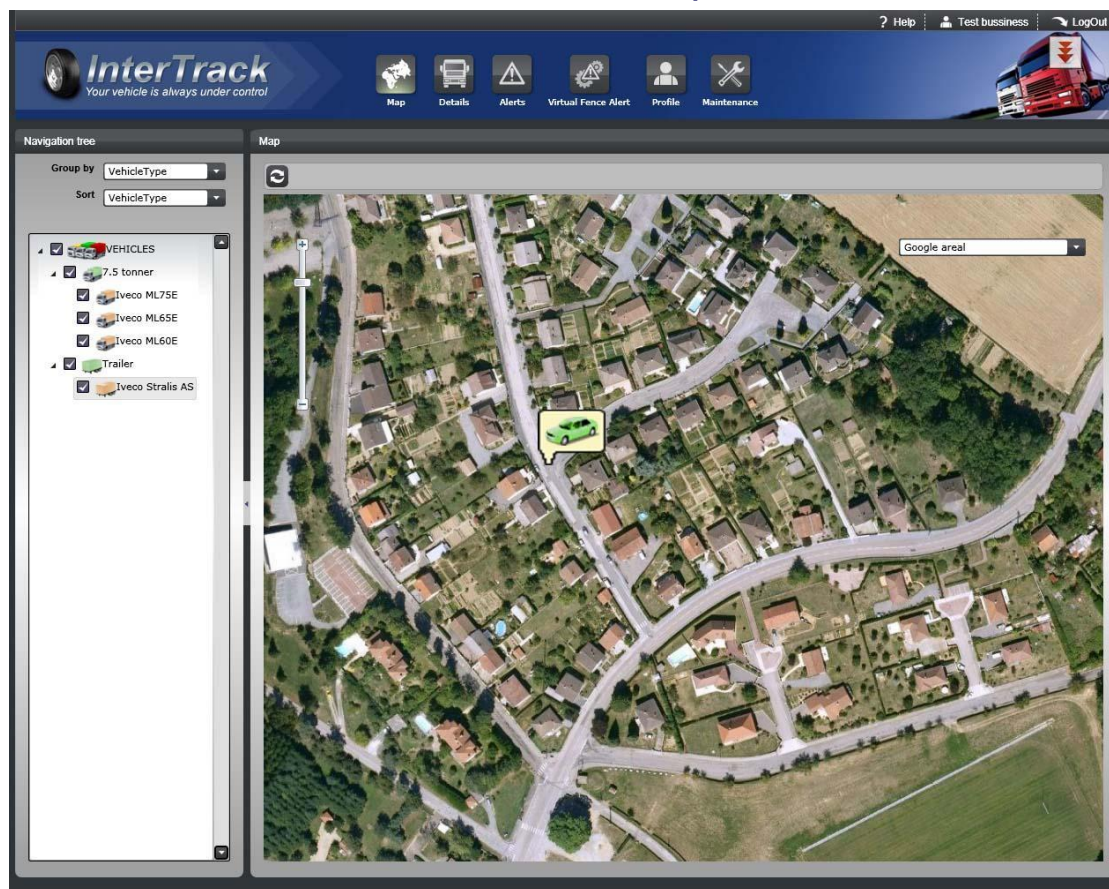 ? Help
Test bussiness
LogOut
InterTrack
Your vehicle is always under control
Map
Details
Alerts
Virtual Fence Alert
Profile
Maintenance
Navigation tree
Group by VehicleType
Sort VehicleType
VEHICLES
7.5 tonner
Iveco ML75E
Iveco ML65E
Iveco ML60E
Trailer
Iveco Stralis AS
Map
Google areal